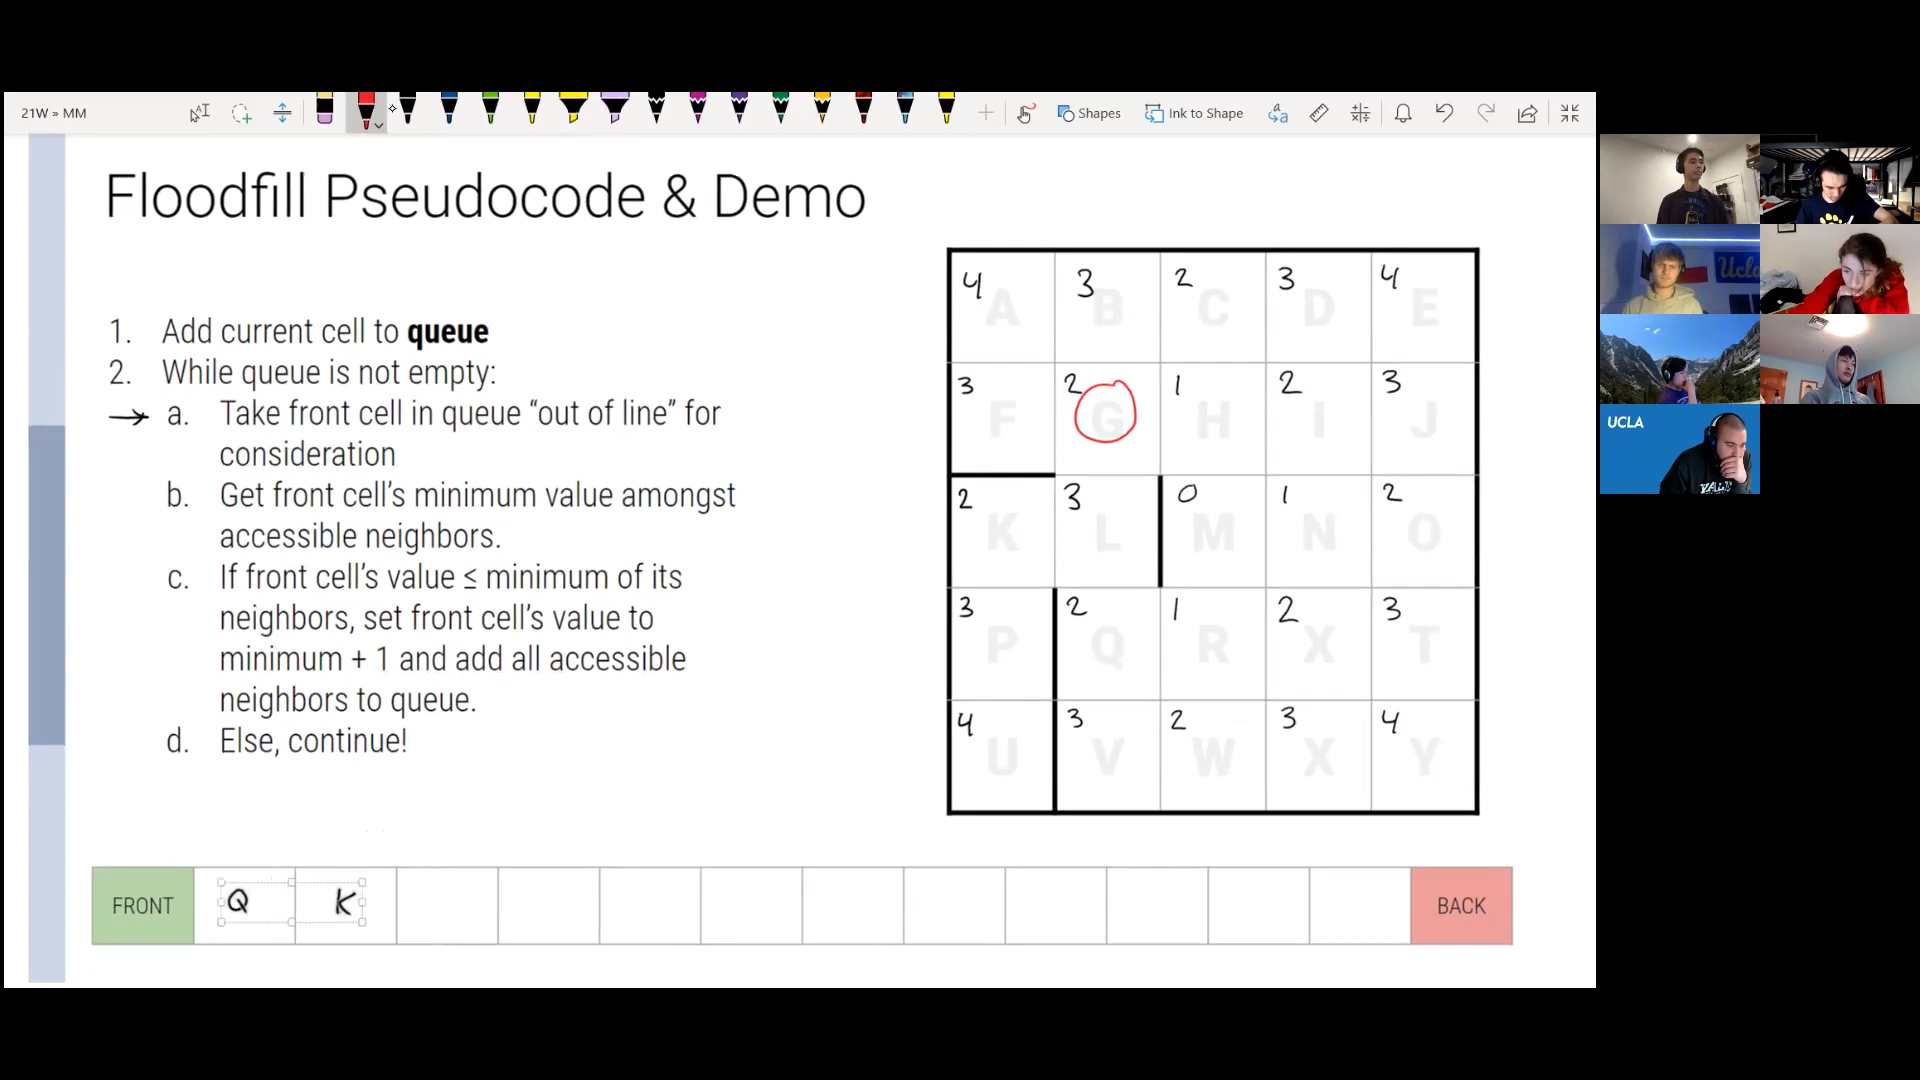 21W » MM
Shapes
Ink to Shape
Floodfill Pseudocode & Demo
1. Add current cell to queue
2. While queue is not empty:
a. Take front cell in queue “out of line” for
consideration
b. Get front cell’s minimum value amongst
accessible neighbors.
c. If front cell’s value ≤ minimum of its
neighbors, set front cell’s value to
minimum + 1 and add all accessible
neighbors to queue.
d. Else, continue!
4 A 3 B 2 C 3 D 4 E
3 F 2 G 1 H 2 I 3 J
2 K 3 L 0 M 1 N 2 O
3 P 2 Q 1 R 2 X 3 T
4 U 3 V 2 W 3 X 4 Y
FRONT Q K BACK
UCLA